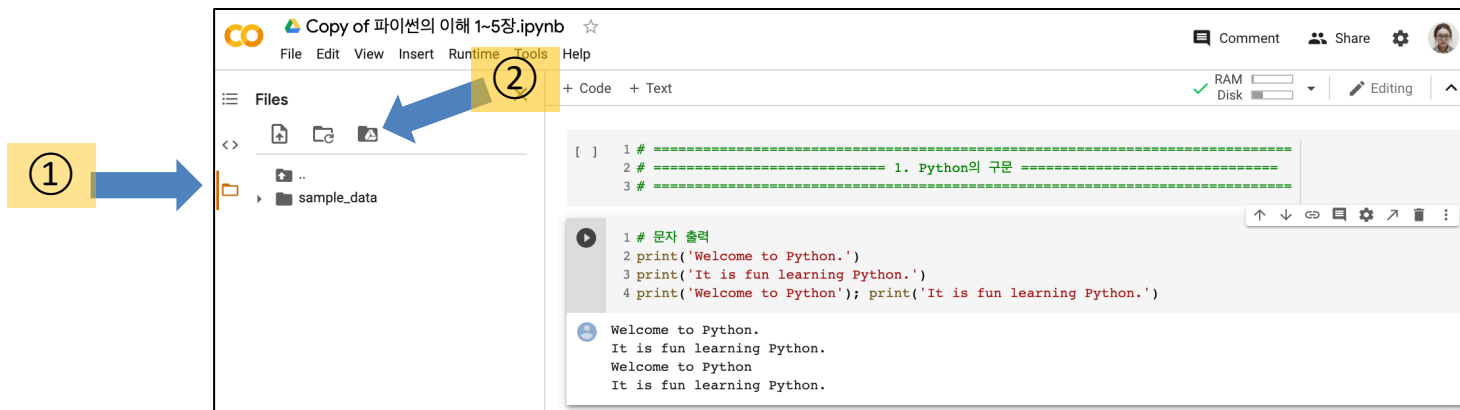 Copy of 파이썬의 이해 1~5장.ipynb
File Edit View Insert Runtime Tools Help
Comment Share
②
+ Code + Text
RAM
Disk
Editing
Files
①
..
sample_data
[ ]
1 # =============================================================================
2 # ============================ 1. Python의 구문 ===============================
3 # =============================================================================
1 # 문자 출력
2 print('Welcome to Python.')
3 print('It is fun learning Python.')
4 print('Welcome to Python'); print('It is fun learning Python.')
Welcome to Python.
It is fun learning Python.
Welcome to Python
It is fun learning Python.